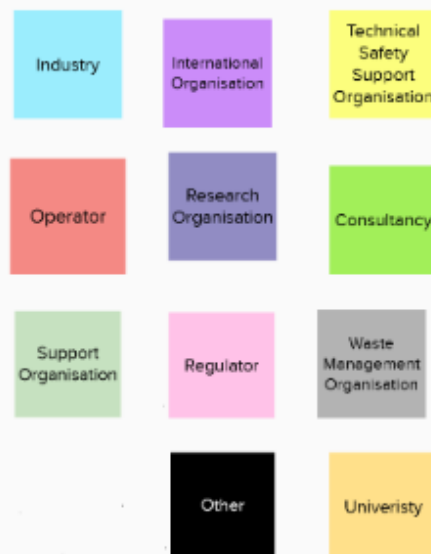 Industry
International
Organisation
Technical
Safety
Support
Organisation
Operator
Research
Organisation
Consultancy
Support
Organisation
Regulator
Waste
Management
Organisation
Other
Univeristy